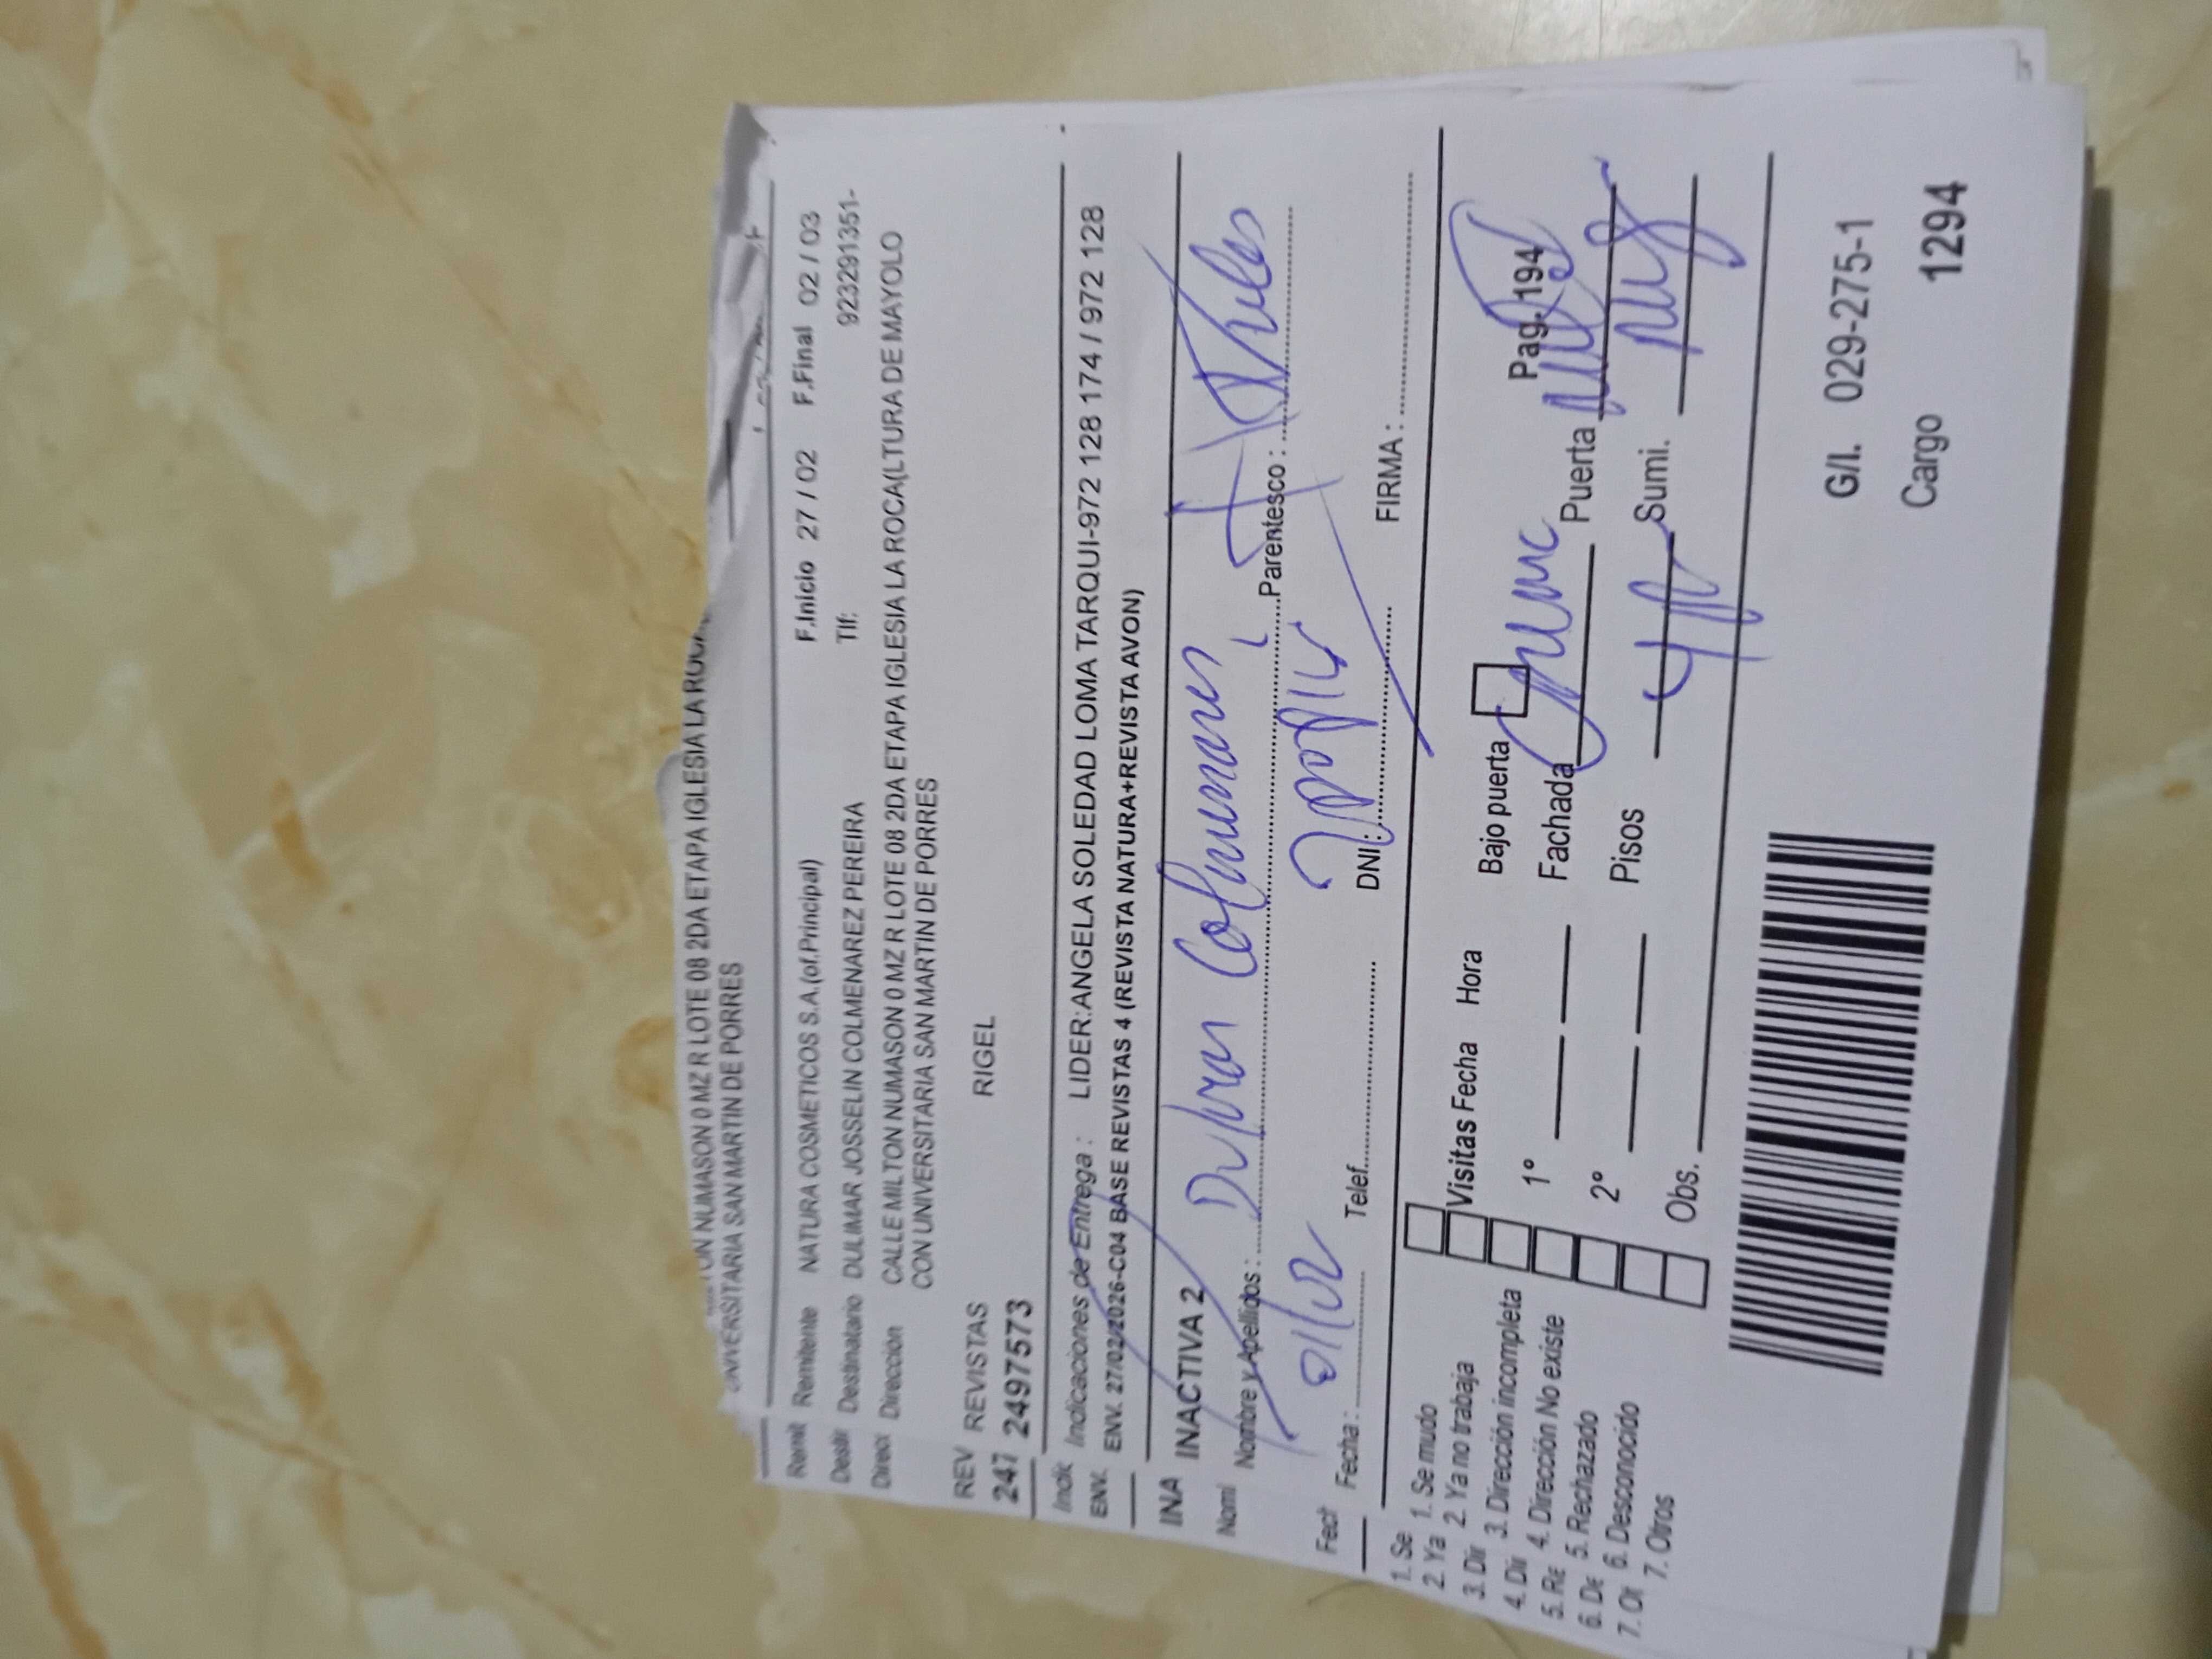 TON NUMASON 0 MZ R LOTE 08 2DA ETAPA IGLESIA LA ROCA
UNIVERSITARIA SAN MARTIN DE PORRES
Remit Remitente NATURA COSMETICOS S.A.(of.Principal) F.Inicio 27 / 02 F.Final 02 / 03
Destin Destinatario DULIMAR JOSSELIN COLMENAREZ PEREIRA Tlf: 923291351-
Direcc Dirección CALLE MILTON NUMASON 0 MZ R LOTE 08 2DA ETAPA IGLESIA LA ROCA(LTURA DE MAYOLO
CON UNIVERSITARIA SAN MARTIN DE PORRES
REV REVISTAS RIGEL
247 24975573
Indic Indicaciones de Entrega : LIDER:ANGELA SOLEDAD LOMA TARQUI-972 128 174 / 972 128
ENV. ENV. 27/02/2026-C04 BASE REVISTAS 4 (REVISTA NATURA+REVISTA AVON)
INA INACTIVA 2
Noml Nombre y Apellidos : Parentesco :
Fecl Fecha : 01/02 Telef. DNI : FIRMA :
1. Se 1. Se mudo
2. Ya 2. Ya no trabaja Visitas Fecha Hora Bajo puerta Pag. 194
3. Dir 3. Dirección incompleta 1° Fachada Puerta
4. Dir 4. Dirección No existe
5. Re 5. Rechazado 2° Pisos Sumi.
6. De 6. Desconocido
7. Ot 7. Otros Obs.
G/I. 029-275-1
Cargo 1294